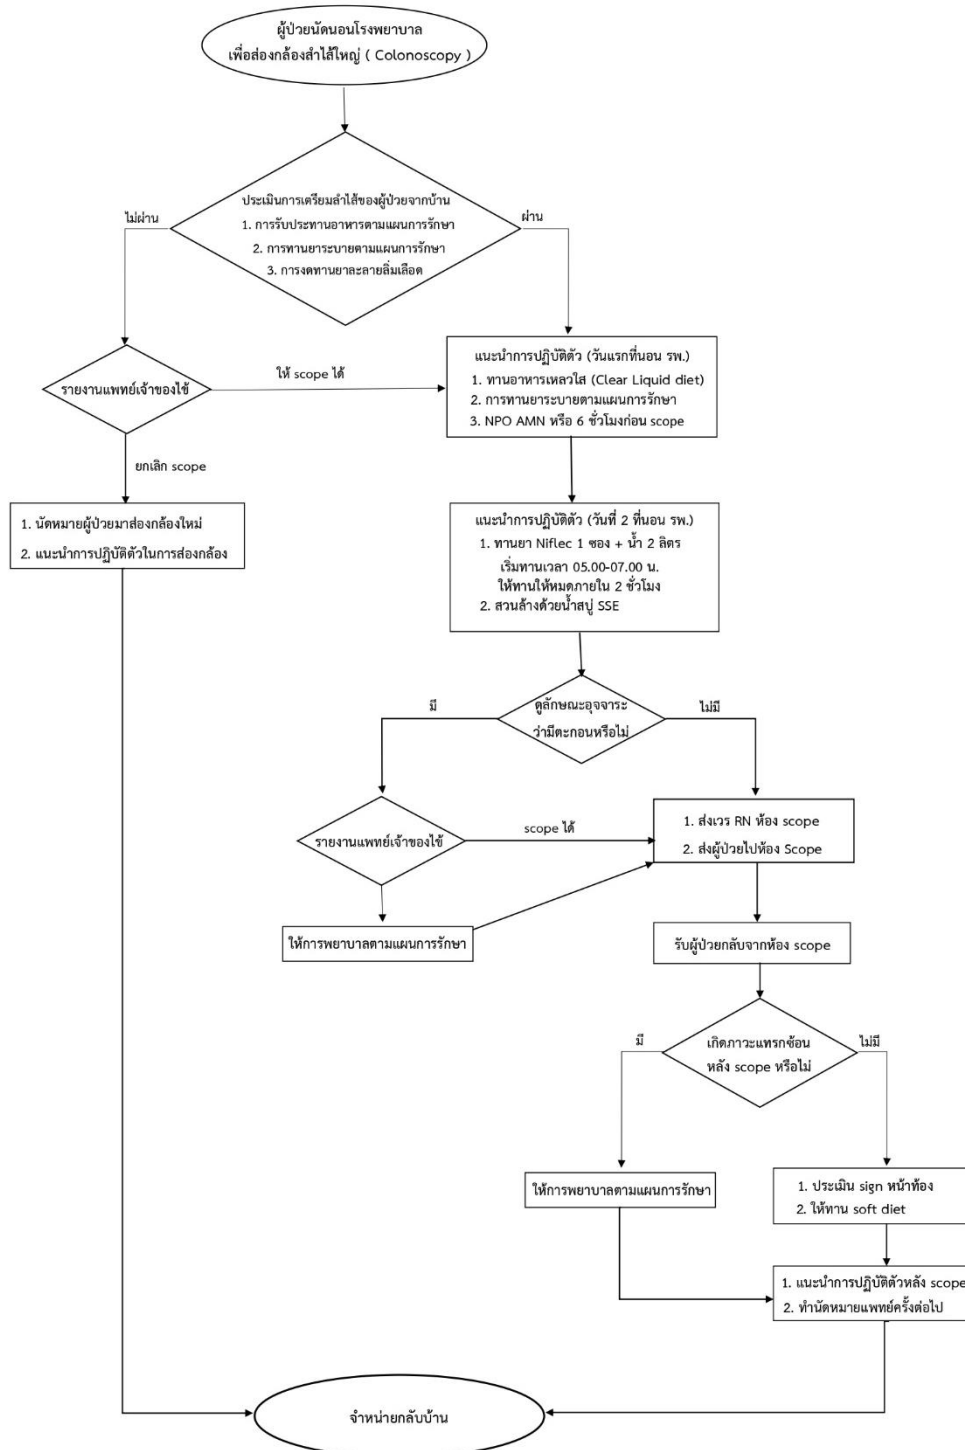 ผู้ป่วยนัดนอนโรงพยาบาล
เพื่อส่องกล้องสำไส้ใหญ่ ( Colonoscopy )
ประเมินการเตรียมลำไส้ของผู้ป่วยจากบ้าน
1. การรับประทานอาหารตามแผนการรักษา
2. การทานยาระบายตามแผนการรักษา
3. การงดทานยาละลายลิ่มเลือด
ไม่ผ่าน
ผ่าน
รายงานแพทย์เจ้าของไข้
ให้ scope ได้
แนะนำการปฏิบัติตัว (วันแรกที่นอน รพ.)
1. ทานอาหารเหลวใส (Clear Liquid diet)
2. การทานยาระบายตามแผนการรักษา
3. NPO AMN หรือ 6 ชั่วโมงก่อน scope
ยกเลิก scope
1. นัดหมายผู้ป่วยมาส่องกล้องใหม่
2. แนะนำการปฏิบัติตัวในการส่องกล้อง
แนะนำการปฏิบัติตัว (วันที่ 2 ที่นอน รพ.)
1. ทานยา Niflec 1 ซอง + น้ำ 2 ลิตร
เริ่มทานเวลา 05.00-07.00 น.
ให้ทานให้หมดภายใน 2 ชั่วโมง
2. สวนล้างด้วยน้ำสบู่ SSE
ดูลักษณะอุจจาระ
ว่ามีตะกอนหรือไม่
มี
ไม่มี
รายงานแพทย์เจ้าของไข้
scope ได้
1. ส่งเวร RN ห้อง scope
2. ส่งผู้ป่วยไปห้อง Scope
ให้การพยาบาลตามแผนการรักษา
รับผู้ป่วยกลับจากห้อง scope
เกิดภาวะแทรกซ้อน
หลัง scope หรือไม่
มี
ไม่มี
ให้การพยาบาลตามแผนการรักษา
1. ประเมิน sign หน้าท้อง
2. ให้ทาน soft diet
1. แนะนำการปฏิบัติตัวหลัง scope
2. ทำนัดหมายแพทย์ครั้งต่อไป
จำหน่ายกลับบ้าน